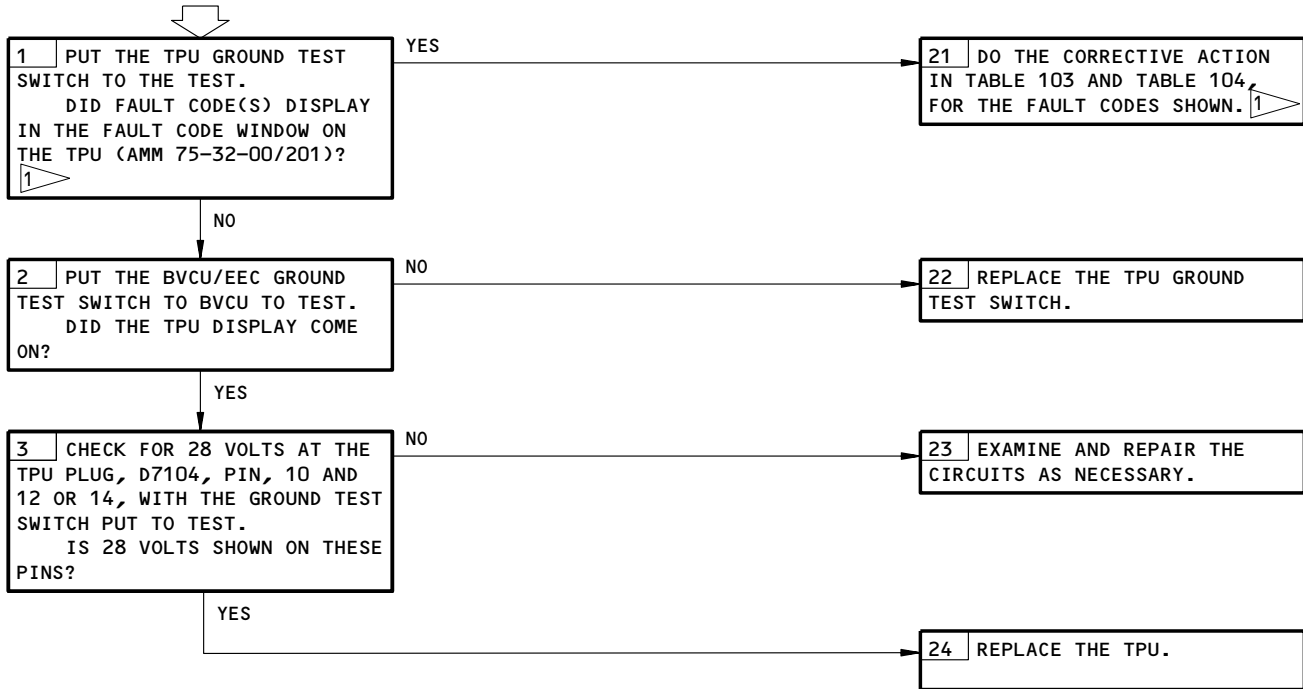 1 PUT THE TPU GROUND TEST
SWITCH TO THE TEST.
DID FAULT CODE(S) DISPLAY
IN THE FAULT CODE WINDOW ON
THE TPU (AMM 75-32-00/201)?
1
YES
21 DO THE CORRECTIVE ACTION
IN TABLE 103 AND TABLE 104,
FOR THE FAULT CODES SHOWN. 1
NO
2 PUT THE BVCU/EEC GROUND
TEST SWITCH TO BVCU TO TEST.
DID THE TPU DISPLAY COME
ON?
NO
22 REPLACE THE TPU GROUND
TEST SWITCH.
YES
3 CHECK FOR 28 VOLTS AT THE
TPU PLUG, D7104, PIN, 10 AND
12 OR 14, WITH THE GROUND TEST
SWITCH PUT TO TEST.
IS 28 VOLTS SHOWN ON THESE
PINS?
NO
23 EXAMINE AND REPAIR THE
CIRCUITS AS NECESSARY.
YES
24 REPLACE THE TPU.